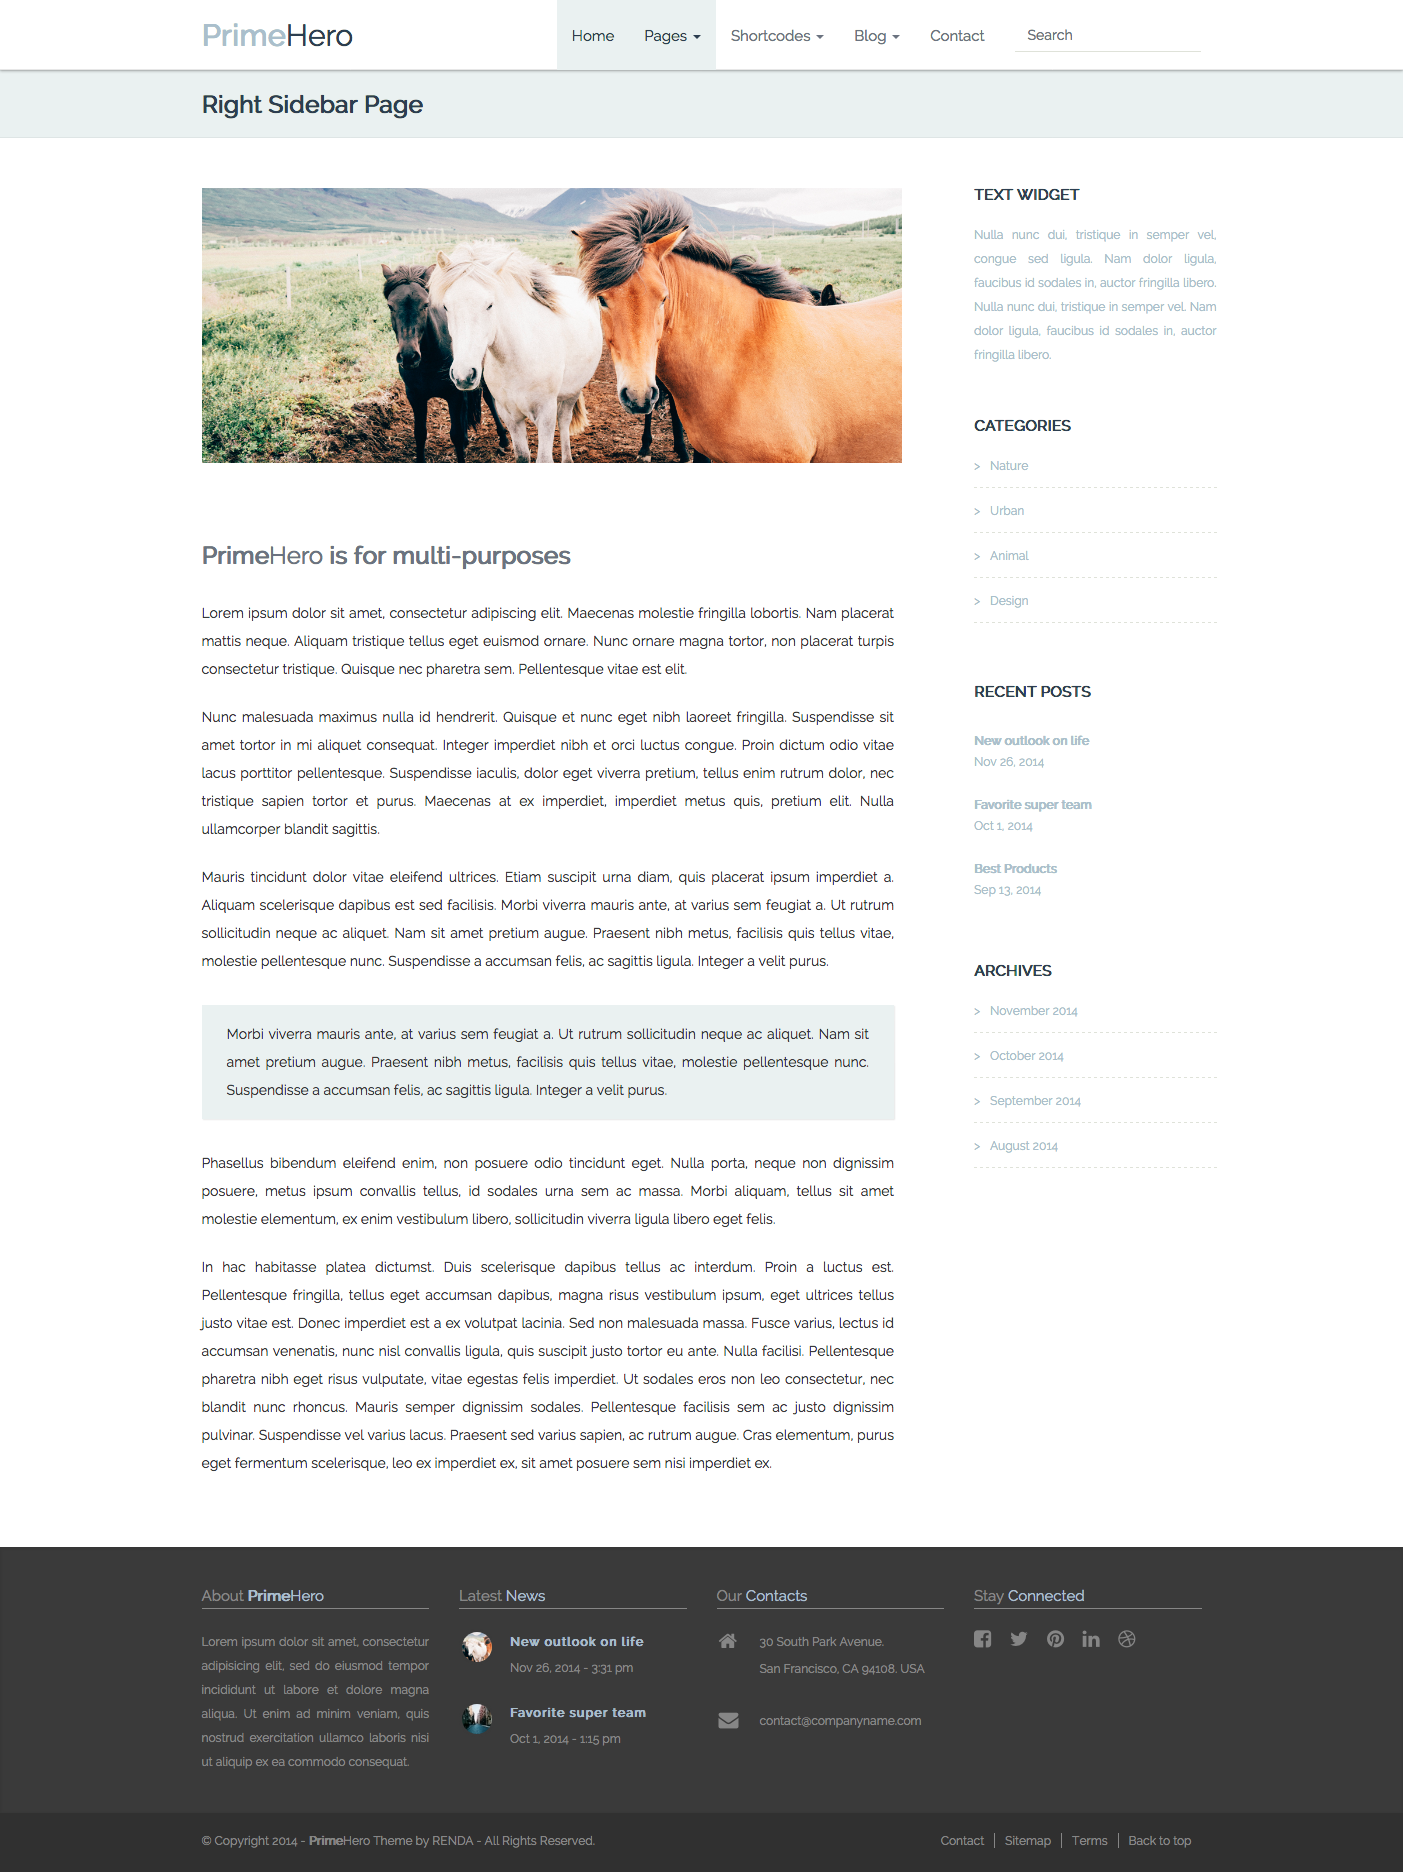 PrimeHero
Home Pages Shortcodes Blog Contact Search
Right Sidebar Page
PrimeHero is for multi-purposes
Lorem ipsum dolor sit amet, consectetur adipiscing elit. Maecenas molestie fringilla lobortis. Nam placerat
mattis neque. Aliquam tristique tellus eget euismod ornare. Nunc ornare magna tortor, non placerat turpis
consectetur tristique. Quisque nec pharetra sem. Pellentesque vitae est elit.
Nunc malesuada maximus nulla id hendrerit. Quisque et nunc eget nibh laoreet fringilla. Suspendisse sit
amet tortor in mi aliquet consequat. Integer imperdiet nibh et orci luctus congue. Proin dictum odio vitae
lacus porttitor pellentesque. Suspendisse iaculis, dolor eget viverra pretium, tellus enim rutrum dolor, nec
tristique sapien tortor et purus. Maecenas at ex imperdiet, imperdiet metus quis, pretium elit. Nulla
ullamcorper blandit sagittis.
Mauris tincidunt dolor vitae eleifend ultrices. Etiam suscipit urna diam, quis placerat ipsum imperdiet a.
Aliquam scelerisque dapibus est sed facilisis. Morbi viverra mauris ante, at varius sem feugiat a. Ut rutrum
sollicitudin neque ac aliquet. Nam sit amet pretium augue. Praesent nibh metus, facilisis quis tellus vitae,
molestie pellentesque nunc. Suspendisse a accumsan felis, ac sagittis ligula. Integer a velit purus.
Morbi viverra mauris ante, at varius sem feugiat a. Ut rutrum sollicitudin neque ac aliquet. Nam sit
amet pretium augue. Praesent nibh metus, facilisis quis tellus vitae, molestie pellentesque nunc.
Suspendisse a accumsan felis, ac sagittis ligula. Integer a velit purus.
Phasellus bibendum eleifend enim, non posuere odio tincidunt eget. Nulla porta, neque non dignissim
posuere, metus ipsum convallis tellus, id sodales urna sem ac massa. Morbi aliquam, tellus sit amet
molestie elementum, ex enim vestibulum libero, sollicitudin viverra ligula libero eget felis.
In hac habitasse platea dictumst. Duis scelerisque dapibus tellus ac interdum. Proin a luctus est.
Pellentesque fringilla, tellus eget accumsan dapibus, magna risus vestibulum ipsum, eget ultrices tellus
justo vitae est. Donec imperdiet est a ex volutpat lacinia. Sed non malesuada massa. Fusce varius, lectus id
accumsan venenatis, nunc nisl convallis ligula, quis suscipit justo tortor eu ante. Nulla facilisi. Pellentesque
pharetra nibh eget risus vulputate, vitae egestas felis imperdiet. Ut sodales eros non leo consectetur, nec
blandit nunc rhoncus. Mauris semper dignissim sodales. Pellentesque facilisis sem ac justo dignissim
pulvinar. Suspendisse vel varius lacus. Praesent sed varius sapien, ac rutrum augue. Cras elementum, purus
eget fermentum scelerisque, leo ex imperdiet ex, sit amet posuere sem nisi imperdiet ex.
TEXT WIDGET
Nulla nunc dui, tristique in semper vel,
congue sed ligula. Nam dolor ligula,
faucibus id sodales in, auctor fringilla libero.
Nulla nunc dui, tristique in semper vel. Nam
dolor ligula, faucibus id sodales in, auctor
fringilla libero.
CATEGORIES
> Nature
> Urban
> Animal
> Design
RECENT POSTS
New outlook on life
Nov 26, 2014
Favorite super team
Oct 1, 2014
Best Products
Sep 13, 2014
ARCHIVES
> November 2014
> October 2014
> September 2014
> August 2014
About PrimeHero
Lorem ipsum dolor sit amet, consectetur
adipisicing elit, sed do eiusmod tempor
incididunt ut labore et dolore magna
aliqua. Ut enim ad minim veniam, quis
nostrud exercitation ullamco laboris nisi
ut aliquip ex ea commodo consequat.
Latest News
New outlook on life
Nov 26, 2014 - 3:31 pm
Favorite super team
Oct 1, 2014 - 1:15 pm
Our Contacts
30 South Park Avenue.
San Francisco, CA 94108. USA
contact@companyname.com
Stay Connected
© Copyright 2014 - PrimeHero Theme by RENDA - All Rights Reserved.
Contact | Sitemap | Terms | Back to top